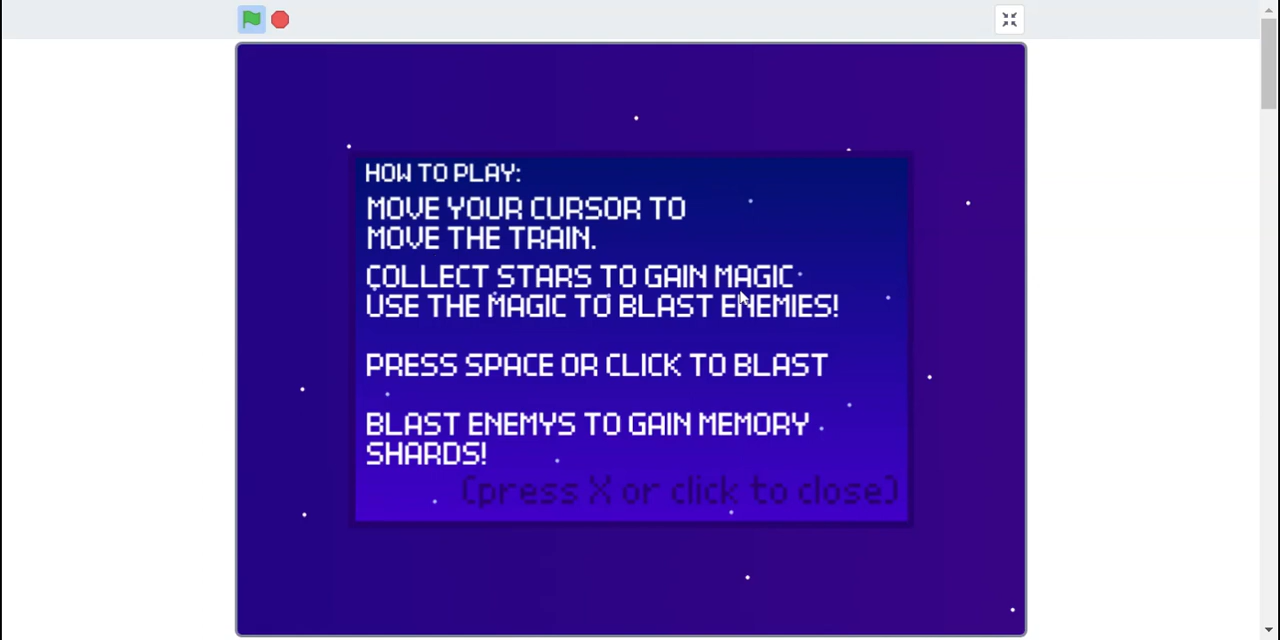 HOW TO PLAY:
MOVE YOUR CURSOR TO
MOVE THE TRAIN.
COLLECT STARS TO GAIN MAGIC
USE THE MAGIC TO BLAST ENEMIES!
PRESS SPACE OR CLICK TO BLAST
BLAST ENEMYS TO GAIN MEMORY
SHARDS!
(press X or click to close)